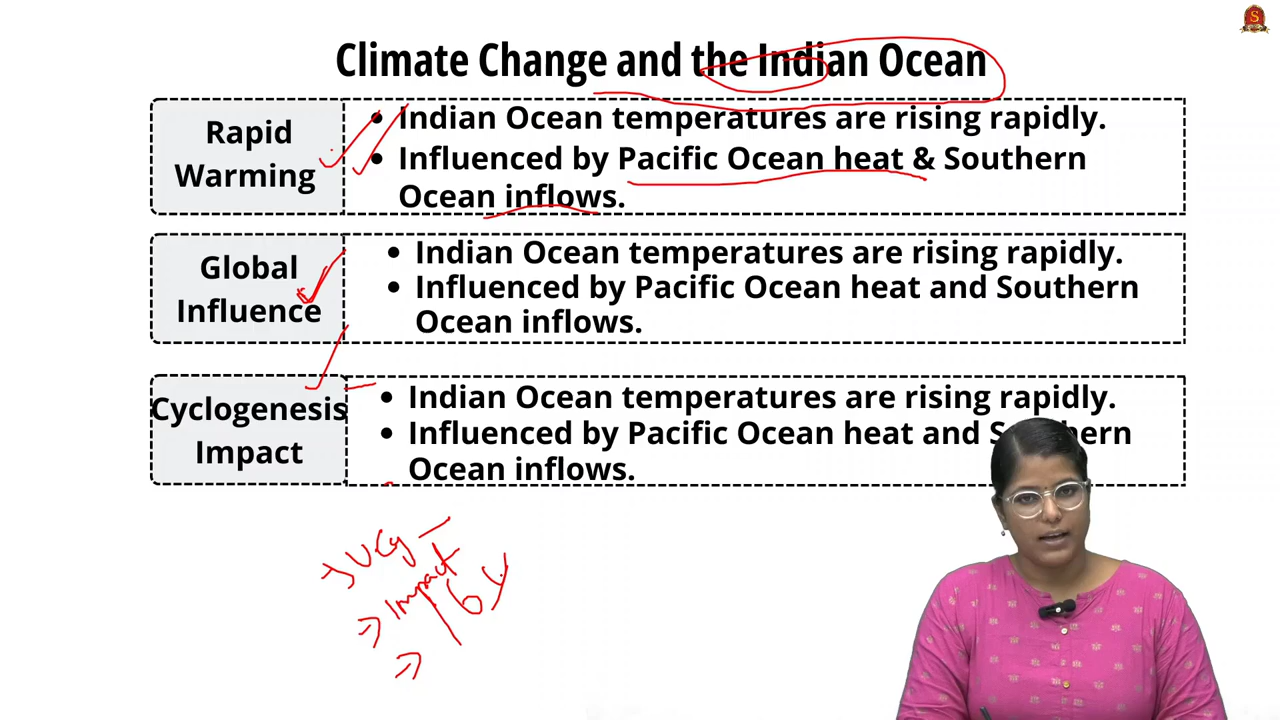 Climate Change and the Indian Ocean
Rapid
Warming
• Indian Ocean temperatures are rising rapidly.
• Influenced by Pacific Ocean heat & Southern
Ocean inflows.
Global
Influence
• Indian Ocean temperatures are rising rapidly.
• Influenced by Pacific Ocean heat and Southern
Ocean inflows.
Cyclogenesis
Impact
• Indian Ocean temperatures are rising rapidly.
• Influenced by Pacific Ocean heat and
Ocean inflows.
Impact